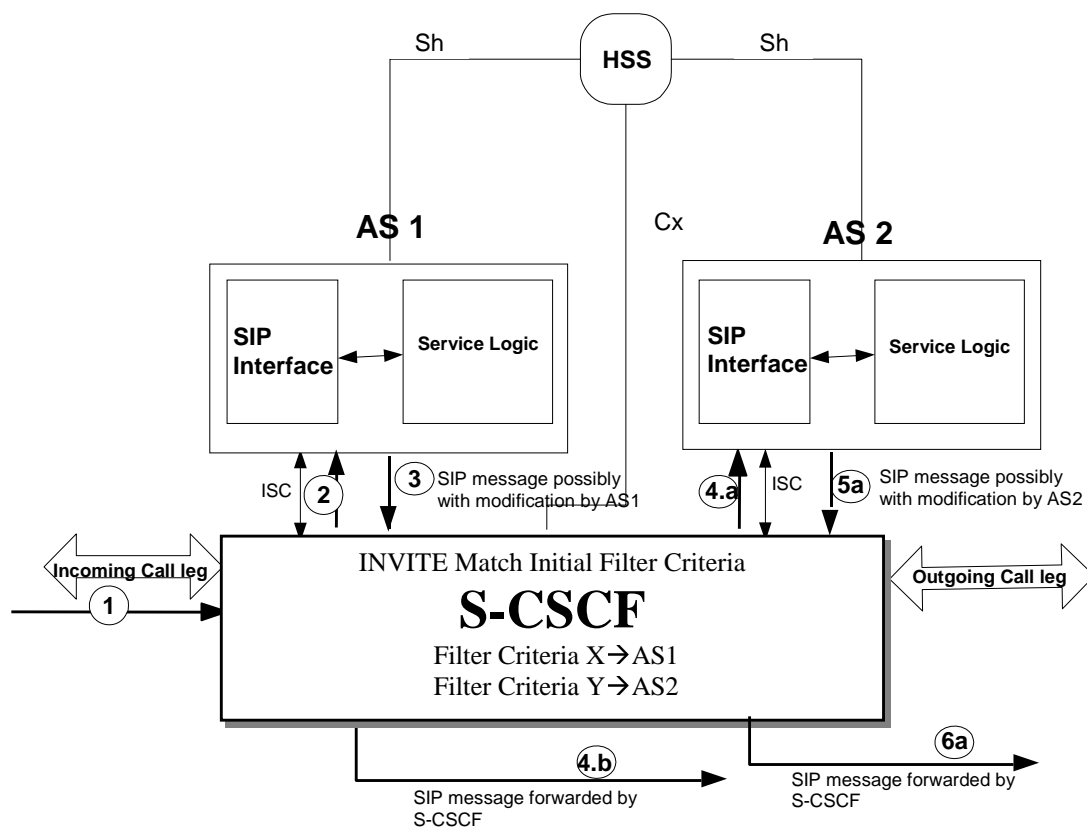 Sh
Sh
HSS
Cx
AS 1
AS 2
SIP
Interface
Service Logic
SIP
Interface
Service Logic
ISC
2
3
SIP message possibly
with modification by AS1
4.a
ISC
5a
SIP message possibly
with modification by AS2
Incoming Call leg
1
INVITE Match Initial Filter Criteria
S-CSCF
Filter Criteria X→AS1
Filter Criteria Y→AS2
Outgoing Call leg
4.b
SIP message forwarded by
S-CSCF
6a
SIP message forwarded by
S-CSCF